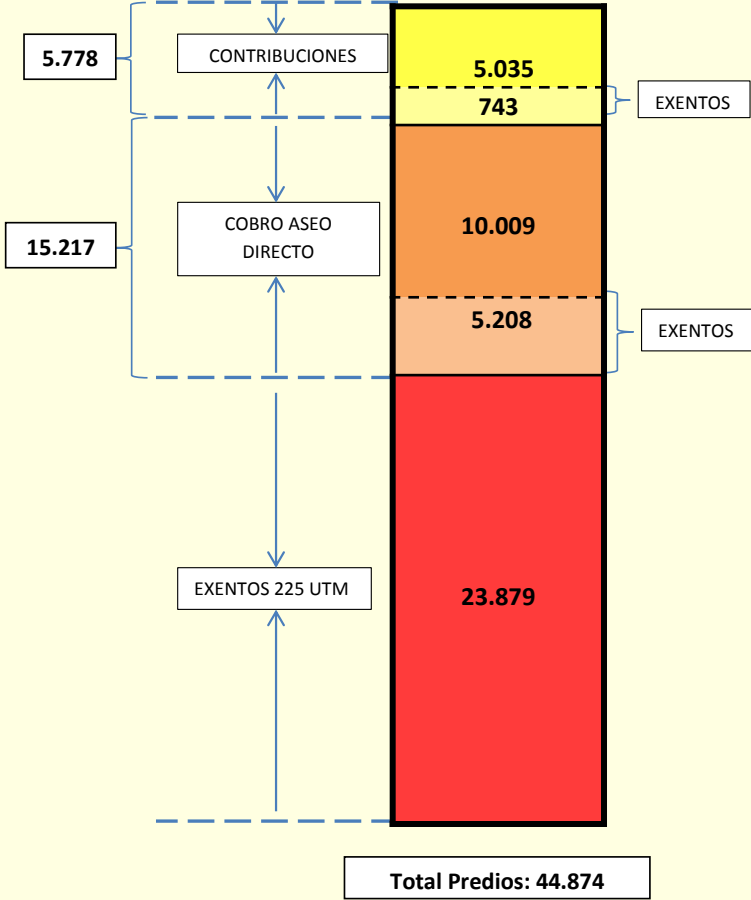 5.778
CONTRIBUCIONES
5.035
743
EXENTOS
15.217
COBRO ASEO
DIRECTO
10.009
5.208
EXENTOS
EXENTOS 225 UTM
23.879
Total Predios: 44.874